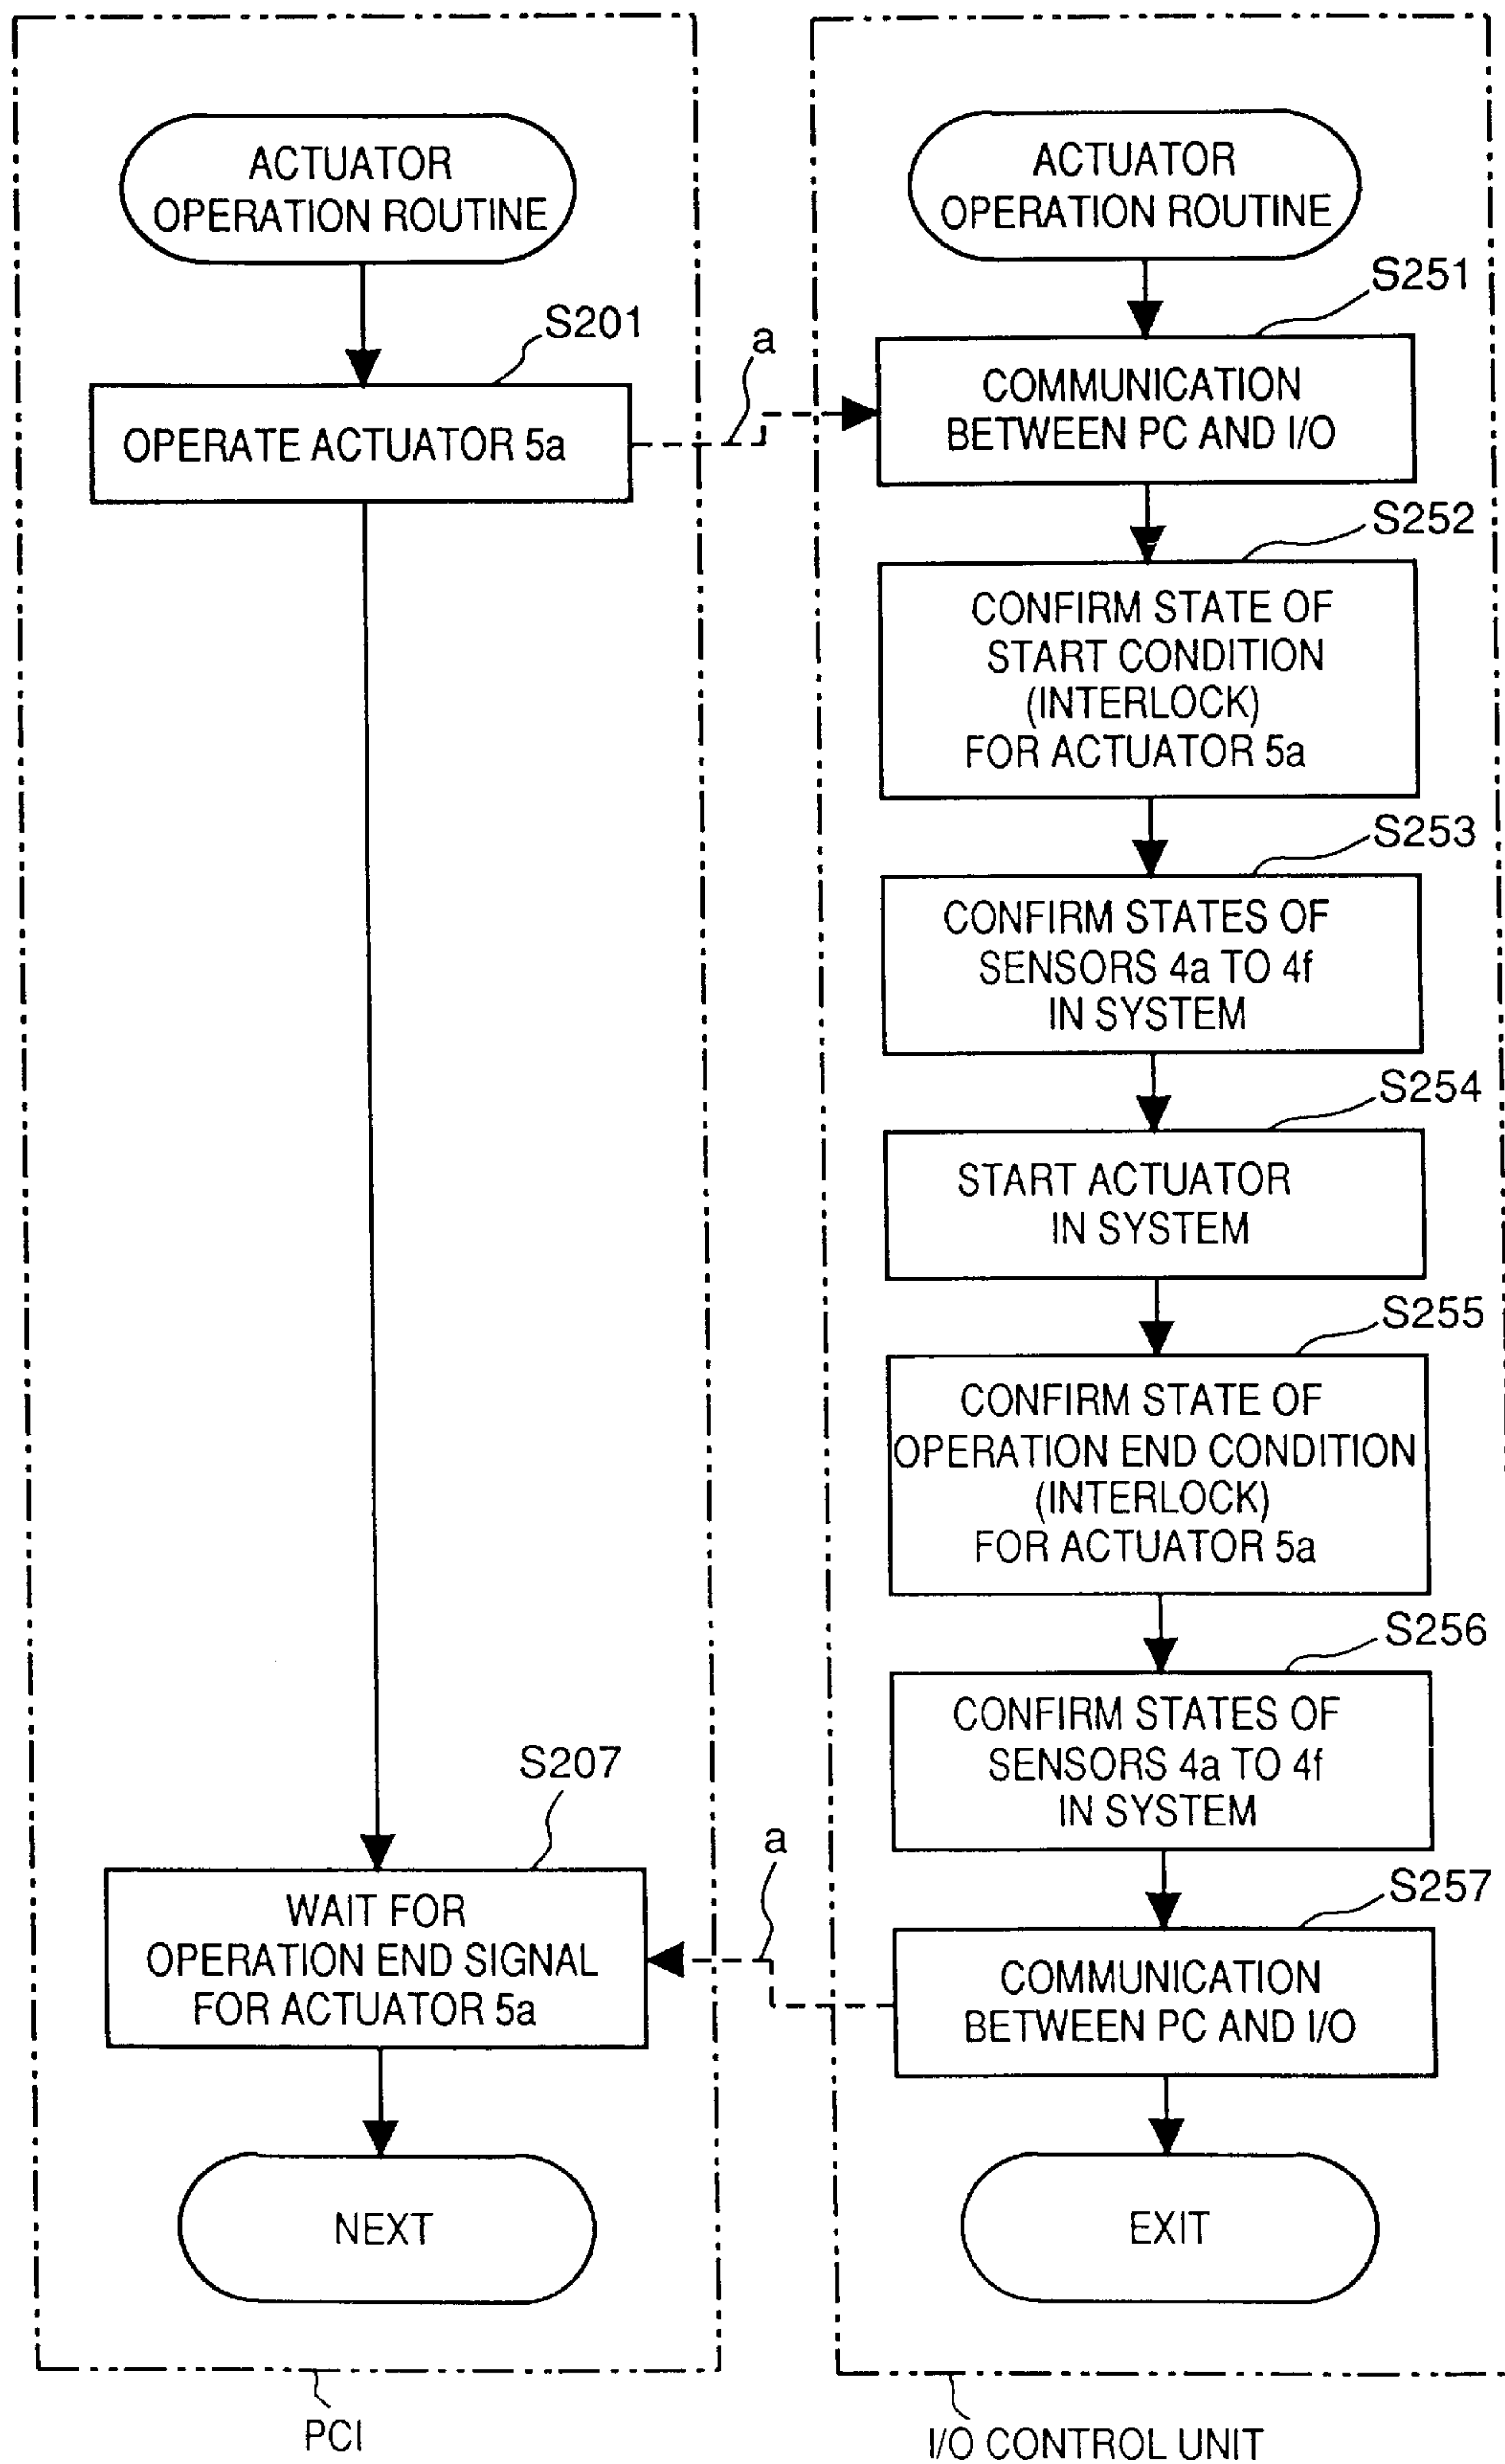 ACTUATOR
OPERATION ROUTINE
S201
OPERATE ACTUATOR 5a
a
S207
WAIT FOR
OPERATION END SIGNAL
FOR ACTUATOR 5a
a
NEXT
PCI
ACTUATOR
OPERATION ROUTINE
S251
COMMUNICATION
BETWEEN PC AND I/O
S252
CONFIRM STATE OF
START CONDITION
(INTERLOCK)
FOR ACTUATOR 5a
S253
CONFIRM STATES OF
SENSORS 4a TO 4f
IN SYSTEM
S254
START ACTUATOR
IN SYSTEM
S255
CONFIRM STATE OF
OPERATION END CONDITION
(INTERLOCK)
FOR ACTUATOR 5a
S256
CONFIRM STATES OF
SENSORS 4a TO 4f
IN SYSTEM
S257
COMMUNICATION
BETWEEN PC AND I/O
EXIT
I/O CONTROL UNIT